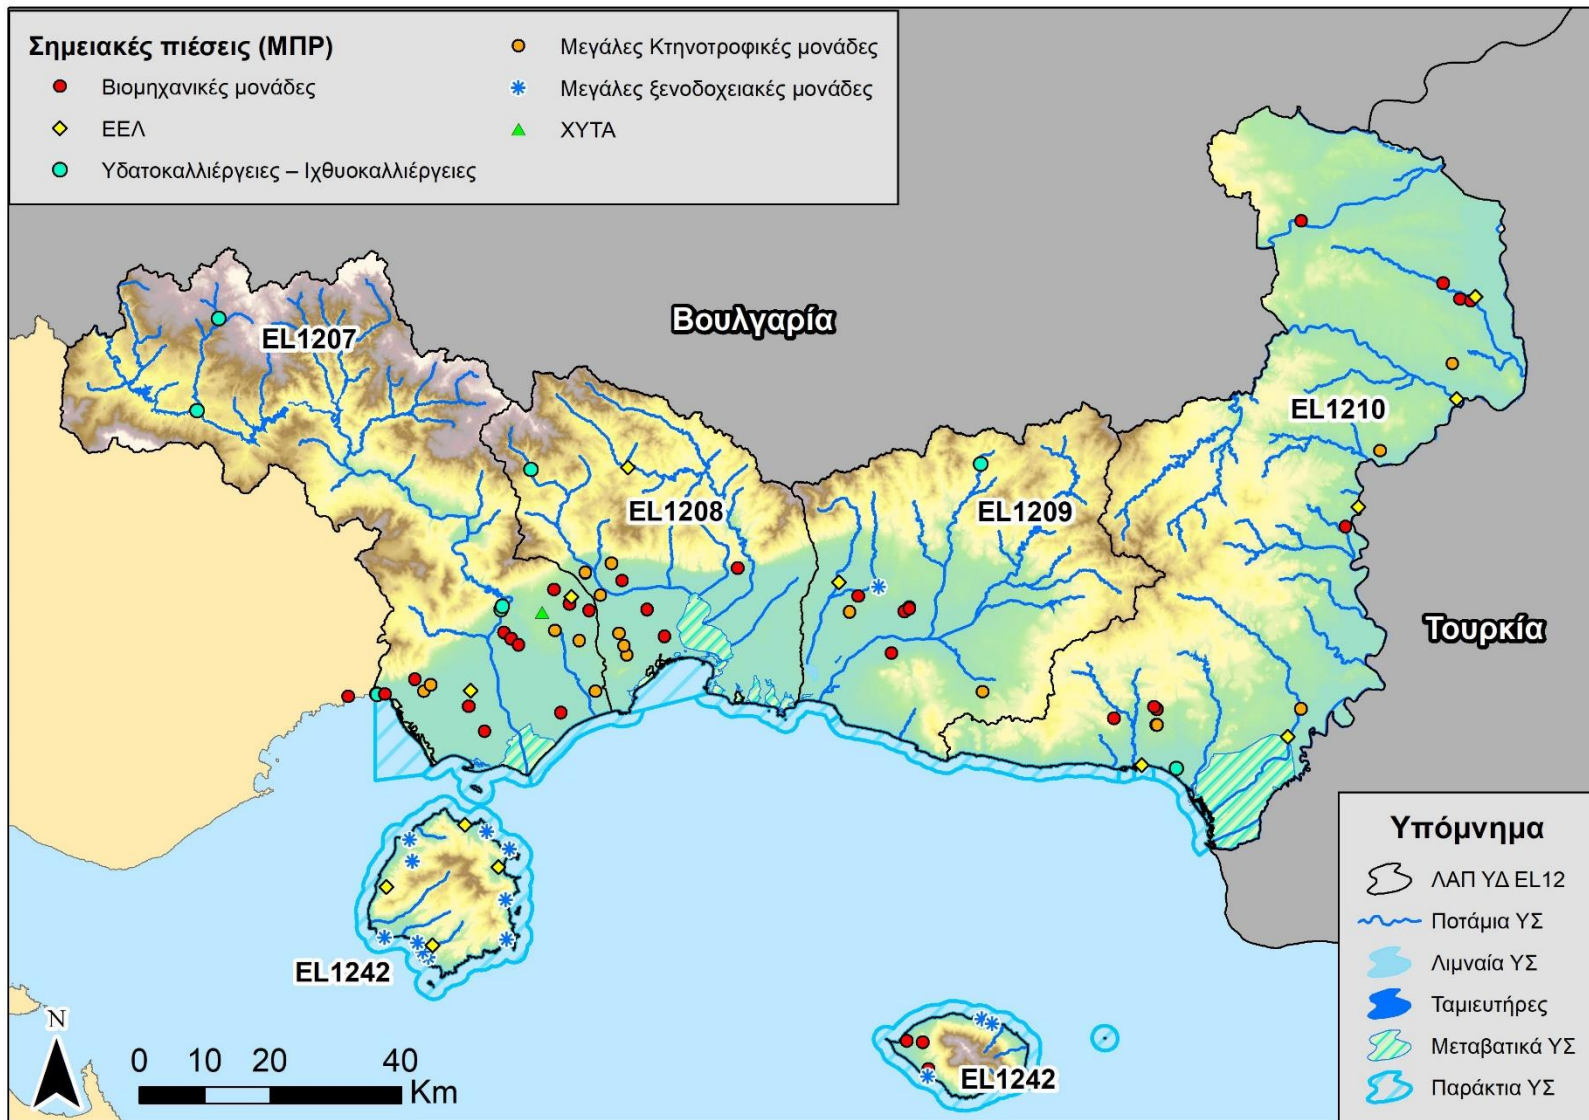 Σημειακές πιέσεις (ΜΠΡ)
Βιομηχανικές μονάδες
ΕΕΛ
Υδατοκαλλιέργειες – Ιχθυοκαλλιέργειες
Μεγάλες Κτηνοτροφικές μονάδες
Μεγάλες ξενοδοχειακές μονάδες
ΧΥΤΑ
Βουλγαρία
EL1207
EL1210
EL1208
EL1209
Τουρκία
EL1242
EL1242
N
0 10 20 40
Km
Υπόμνημα
ΛΑΠ ΥΔ EL12
Ποτάμια ΥΣ
Λιμναία ΥΣ
Ταμιευτήρες
Μεταβατικά ΥΣ
Παράκτια ΥΣ